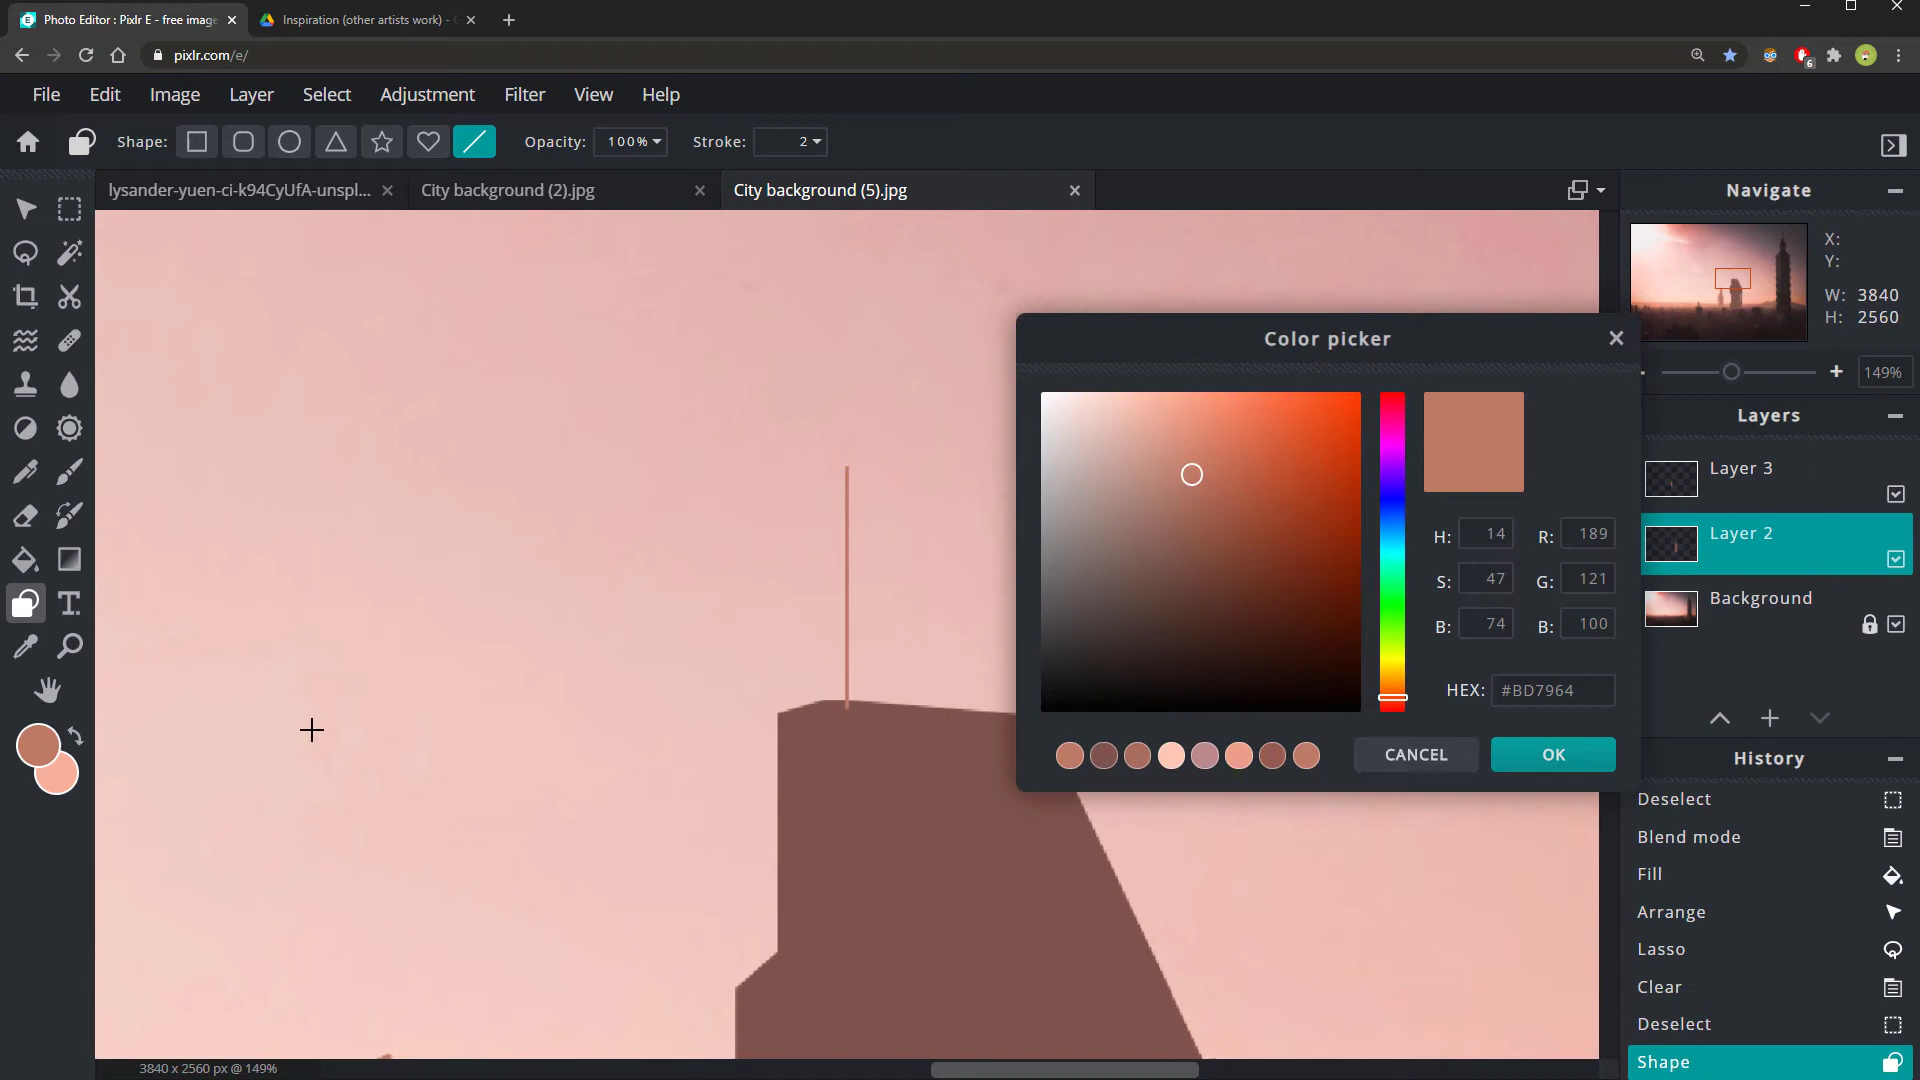 Photo Editor : Pixlr E - free image
Inspiration (other artists work) -
pixlr.com/e/
6
File Edit Image Layer Select Adjustment Filter View Help
Shape: Opacity: 100% Stroke: 2
lysander-yuen-ci-k94CyUfA-unspl... City background (2).jpg City background (5).jpg
Navigate
X:
Y:
W: 3840
H: 2560
149%
Color picker
H: 14 R: 189
S: 47 G: 121
B: 74 B: 100
HEX: #BD7964
CANCEL OK
Layers
Layer 3
Layer 2
Background
History
Deselect
Blend mode
Fill
Arrange
Lasso
Clear
Deselect
Shape
3840 x 2560 px @ 149%